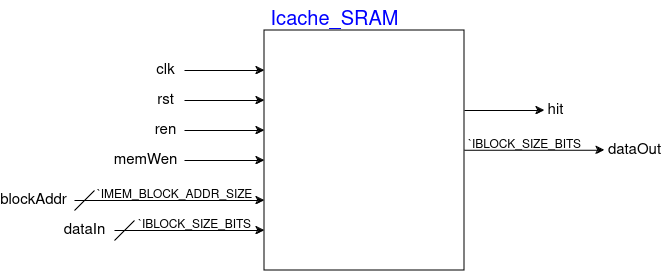 Icache_SRAM
clk
rst
ren
memWen
blockAddr
`IMEM_BLOCK_ADDR_SIZE
dataIn
`IBLOCK_SIZE_BITS
hit
`IBLOCK_SIZE_BITS
dataOut